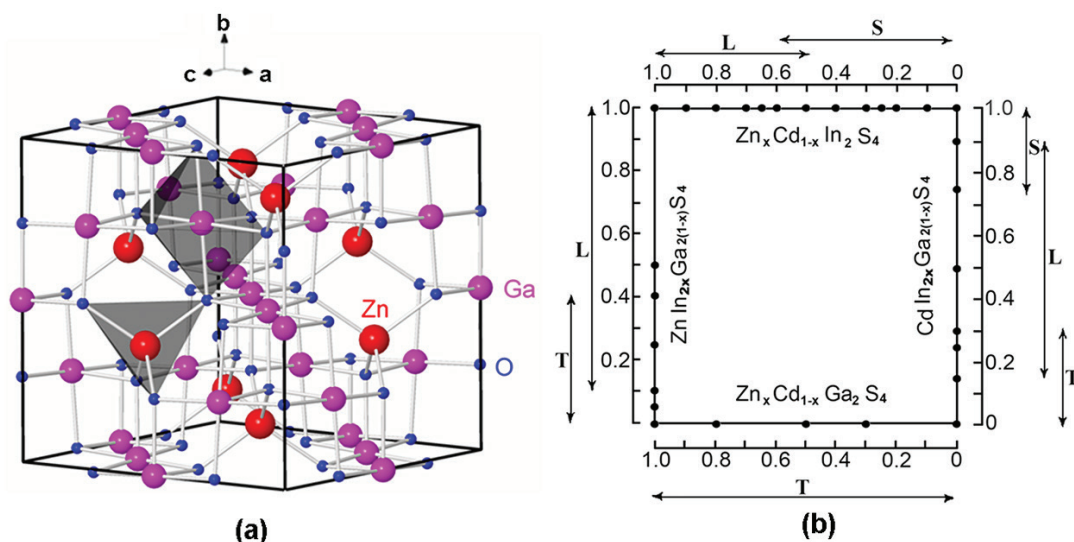 b
c a
Ga
Zn
O
(a)
S
L
1.0 0.8 0.6 0.4 0.2 0
1.0
0.8
0.6
0.4
0.2
L
T
Zn In2xGa2(1-x)S4
ZnxCd1-x In2 S4
CdIn2xGa2(1-x)S4
ZnxCd1-x Ga2 S4
1.0
0.8
0.6
0.4
0.2
0
S
L
T
1.0 0.8 0.6 0.4 0.2 0
T
(b)